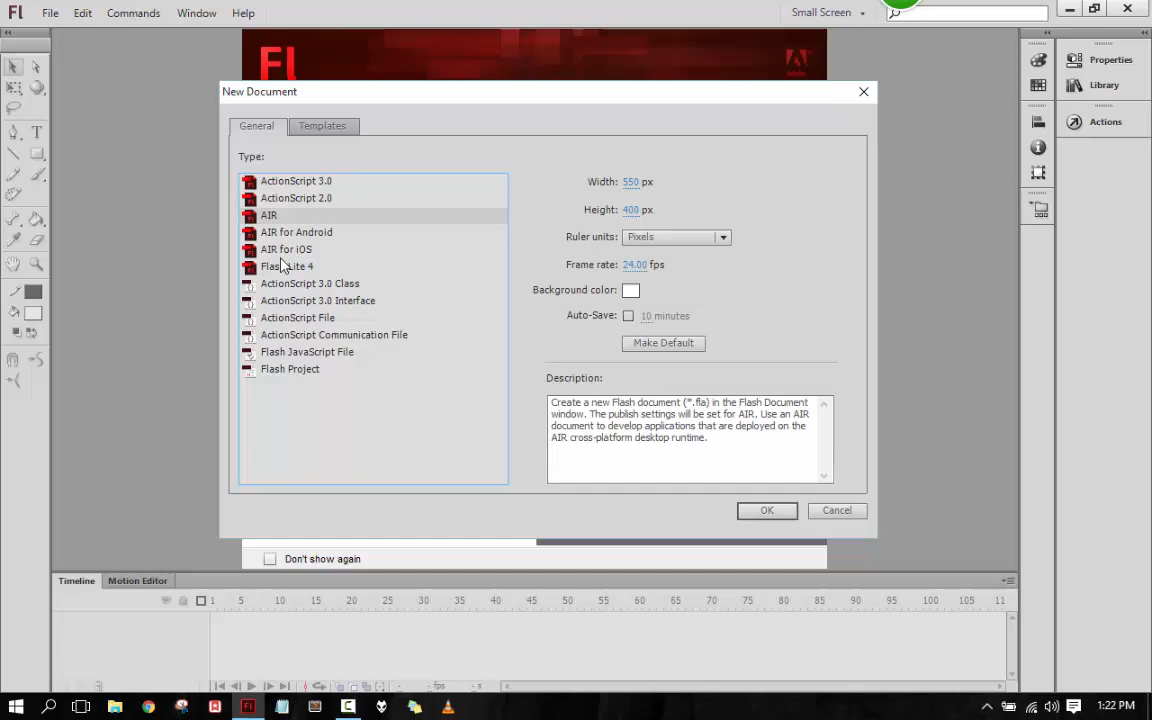 Fl File Edit Commands Window Help Small Screen
Fl Adobe
New Document
General Templates
Type:
ActionScript 3.0
ActionScript 2.0
AIR
AIR for Android
AIR for iOS
Flash Lite 4
ActionScript 3.0 Class
ActionScript 3.0 Interface
ActionScript File
ActionScript Communication File
Flash JavaScript File
Flash Project
Width: 550 px
Height: 400 px
Ruler units: Pixels
Frame rate: 24.00 fps
Background color:
Auto-Save: 10 minutes
Make Default
Description:
Create a new Flash document (*.fla) in the Flash Document
window. The publish settings will be set for AIR. Use an AIR
document to develop applications that are deployed on the
AIR cross-platform desktop runtime.
OK Cancel
Don't show again
Properties
Library
Actions
Timeline Motion Editor
1 5 10 15 20 25 30 35 40 45 50 55 60 65 70 75 80 85 90 95 100 105 11
- - fps - s
Fl 1:22 PM